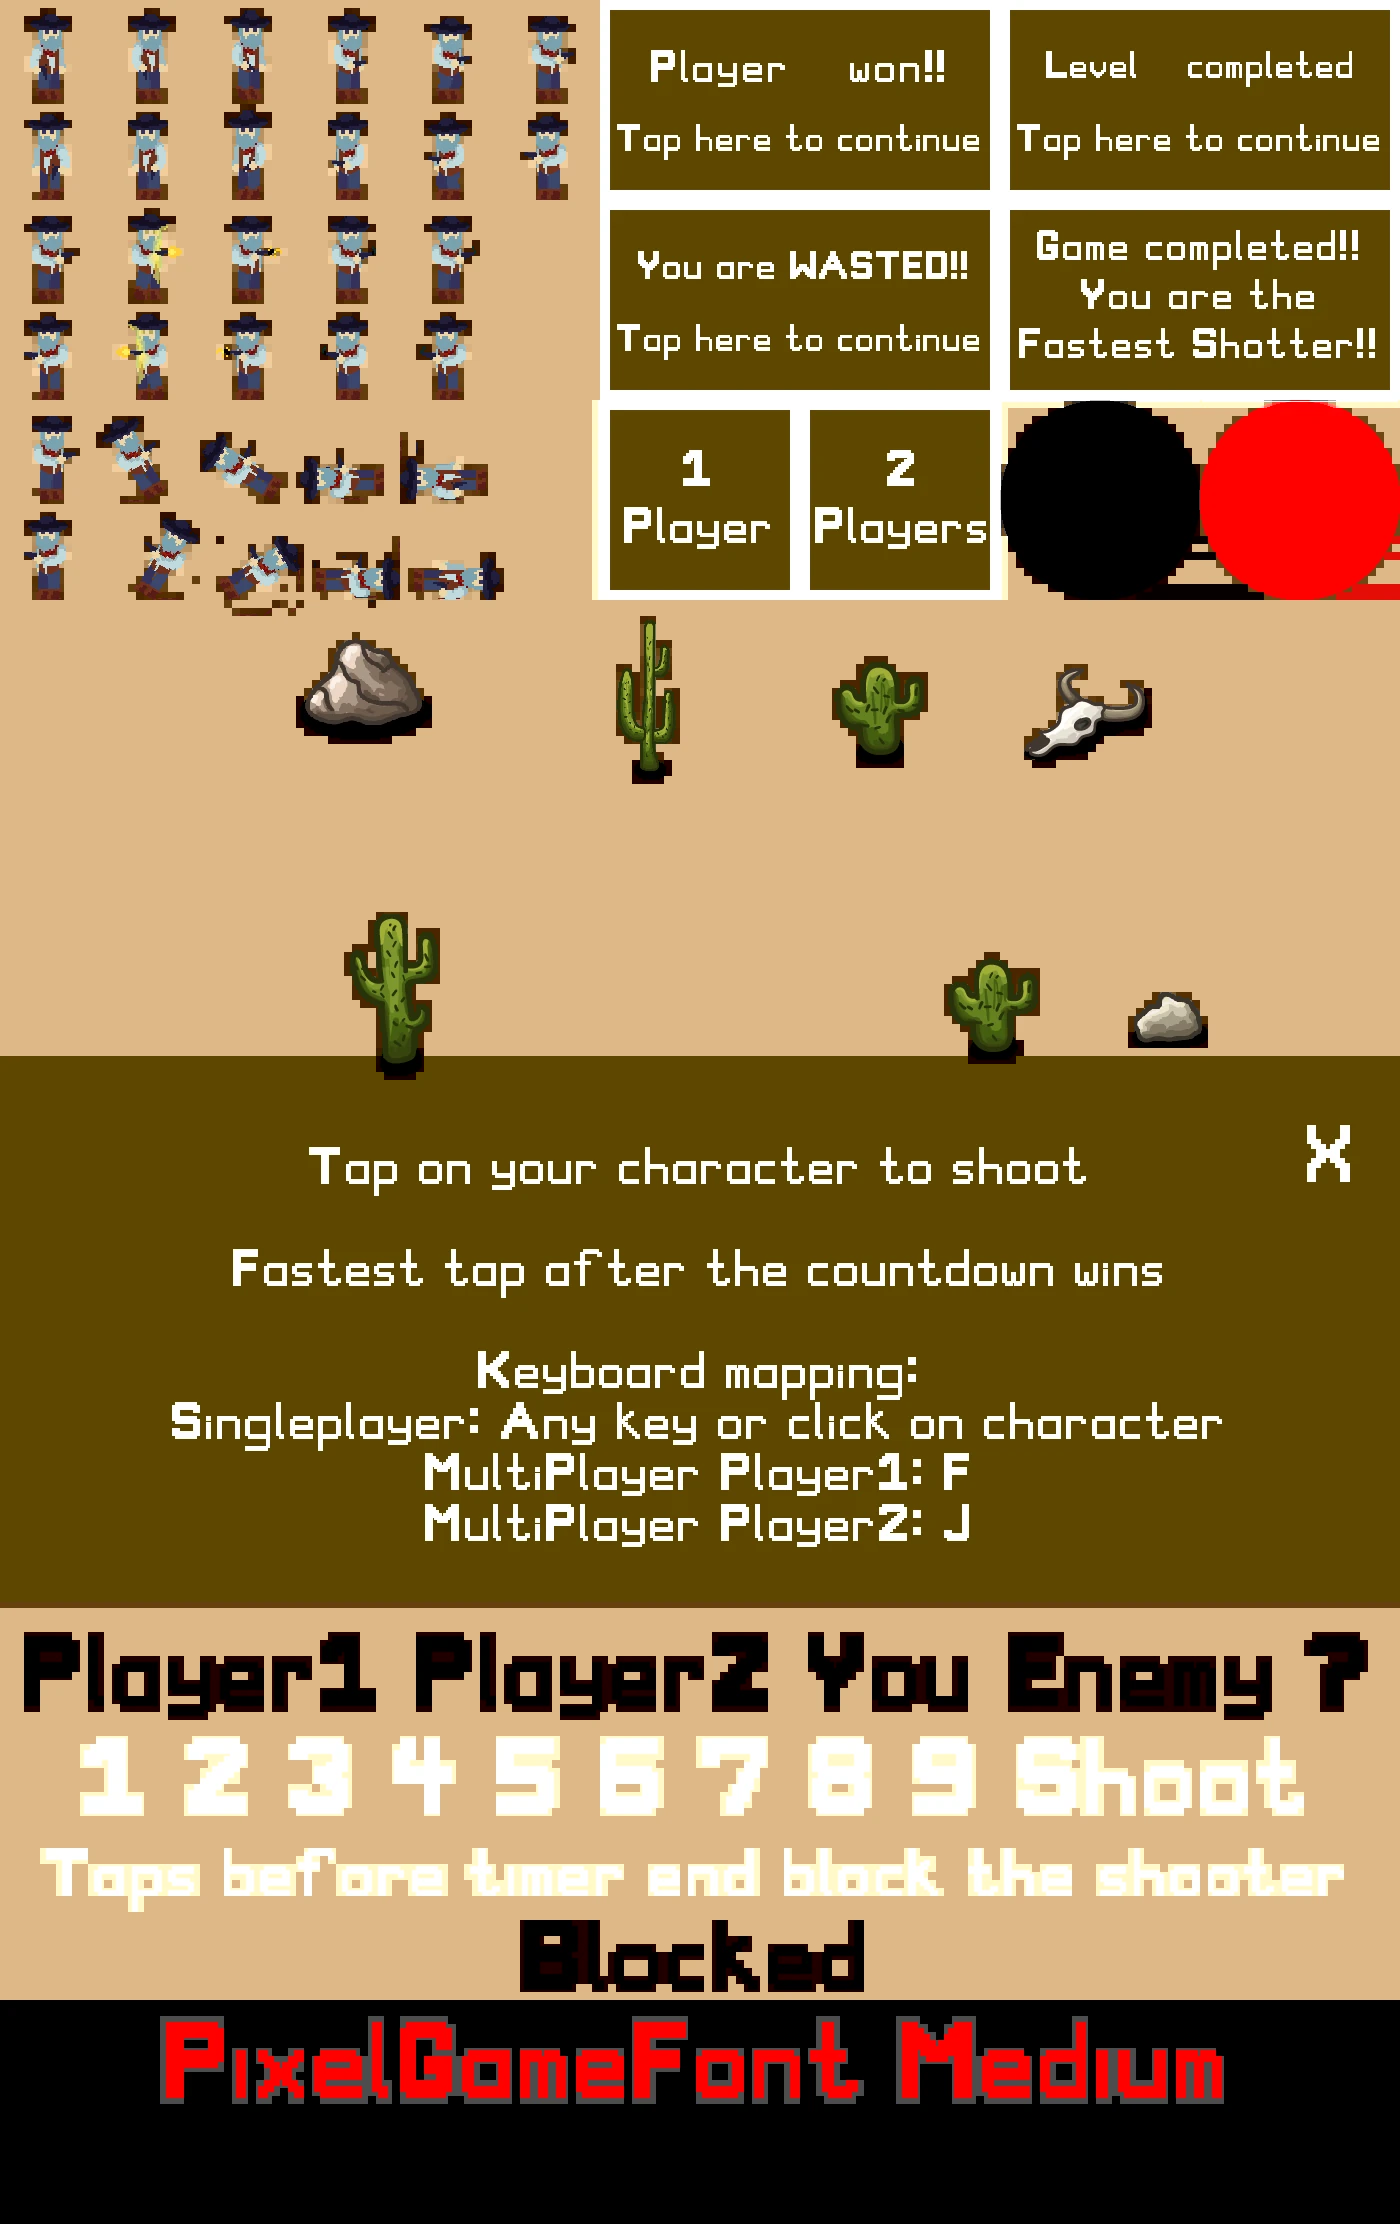 Player won!!
Tap here to continue
Level completed
Tap here to continue
You are WASTED!!
Tap here to continue
Game completed!!
You are the
Fastest Shotter!!
1
Player
2
Players
X
Tap on your character to shoot
Fastest tap after the countdown wins
Keyboard mapping:
Singleplayer: Any key or click on character
MultiPlayer Player1: F
MultiPlayer Player2: J
Player1 Player2 You Enemy ?
1 2 3 4 5 6 7 8 9 Shoot
Taps before timer end block the shooter
Blocked
PixelGameFont Medium